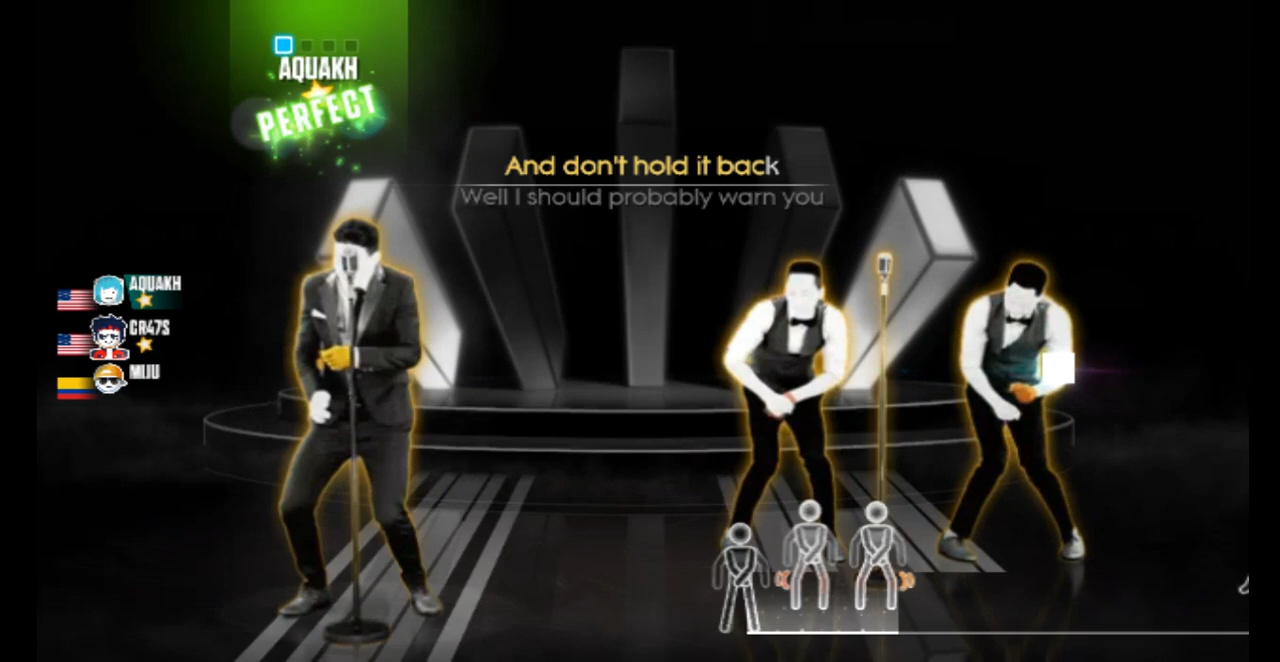 AQUAKH
PERFECT
And don't hold it back
Well I should probably warn you
AQUAKH
CR47S
MIJU